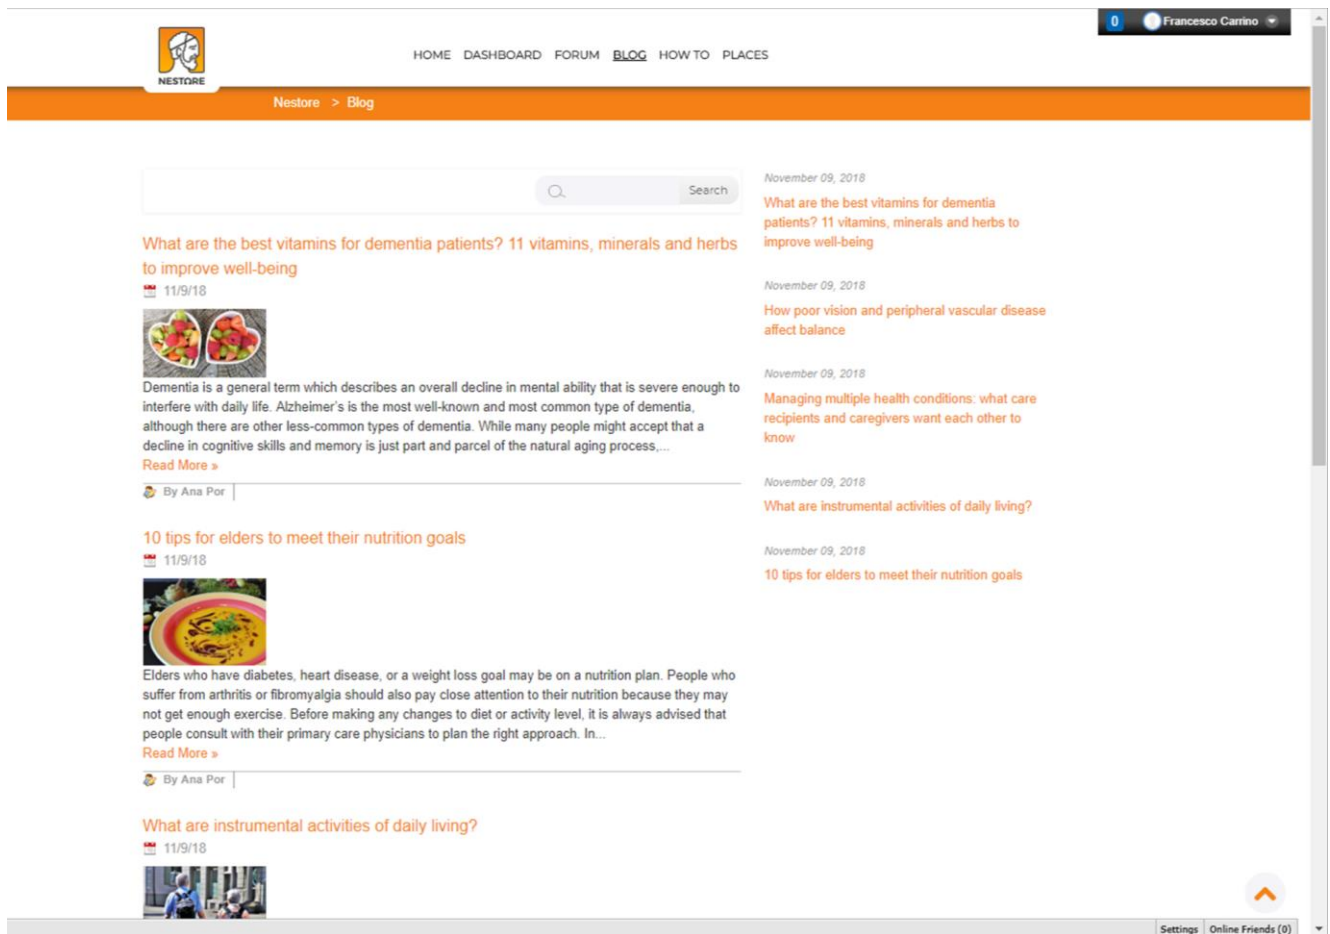 0 Francesco Carrino
NESTORE
HOME DASHBOARD FORUM BLOG HOW TO PLACES
Nestore > Blog
Search
What are the best vitamins for dementia patients? 11 vitamins, minerals and herbs
to improve well-being
11/9/18
Dementia is a general term which describes an overall decline in mental ability that is severe enough to
interfere with daily life. Alzheimer's is the most well-known and most common type of dementia,
although there are other less-common types of dementia. While many people might accept that a
decline in cognitive skills and memory is just part and parcel of the natural aging process,...
Read More »
By Ana Por
10 tips for elders to meet their nutrition goals
11/9/18
Elders who have diabetes, heart disease, or a weight loss goal may be on a nutrition plan. People who
suffer from arthritis or fibromyalgia should also pay close attention to their nutrition because they may
not get enough exercise. Before making any changes to diet or activity level, it is always advised that
people consult with their primary care physicians to plan the right approach. In...
Read More »
By Ana Por
What are instrumental activities of daily living?
11/9/18
November 09, 2018
What are the best vitamins for dementia
patients? 11 vitamins, minerals and herbs to
improve well-being
November 09, 2018
How poor vision and peripheral vascular disease
affect balance
November 09, 2018
Managing multiple health conditions: what care
recipients and caregivers want each other to
know
November 09, 2018
What are instrumental activities of daily living?
November 09, 2018
10 tips for elders to meet their nutrition goals
Settings Online Friends (0)